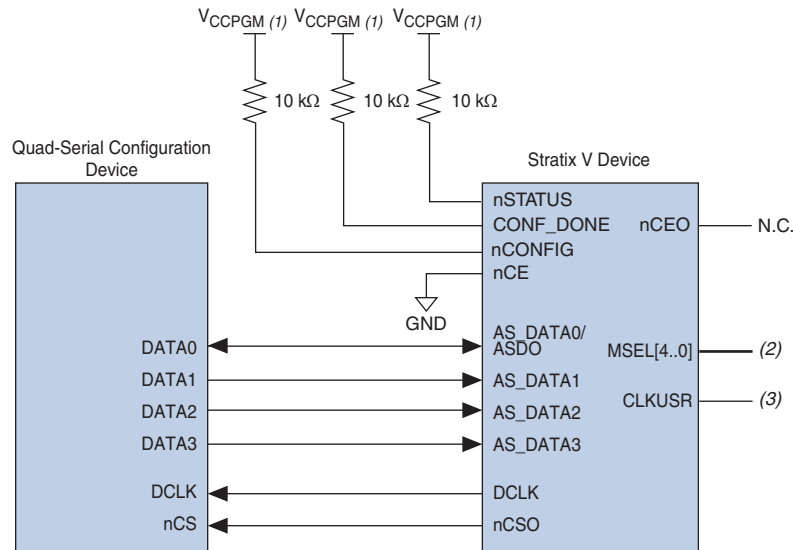 VCCPGM (1) VCCPGM (1) VCCPGM (1)
10 kΩ 10 kΩ 10 kΩ
Quad-Serial Configuration
Device
Stratix V Device
nSTATUS
CONF_DONE
nCEO
N.C.
nCONFIG
nCE
GND
DATA0
AS_DATA0/
ASDO
MSEL[4..0]
(2)
DATA1
AS_DATA1
CLKUSR
(3)
DATA2
AS_DATA2
DATA3
AS_DATA3
DCLK
DCLK
nCS
nCSO